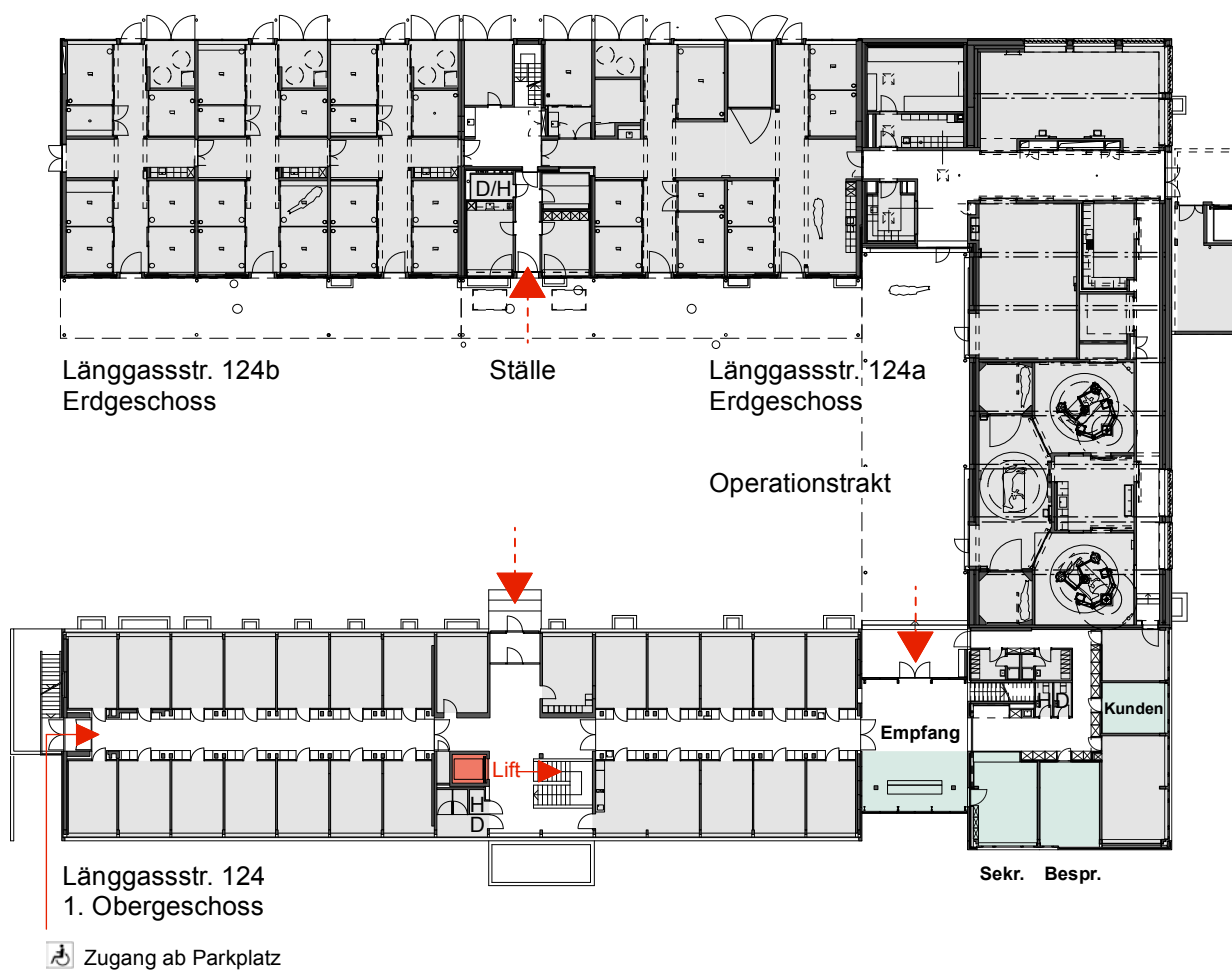 D/H
Länggassstr. 124b
Erdgeschoss
Ställe
Länggassstr. 124a
Erdgeschoss
Operationstrakt
Kunden
Empfang
Lift
H
D
D
Sekr.
Bespr.
Länggassstr. 124
1. Obergeschoss
Zugang ab Parkplatz